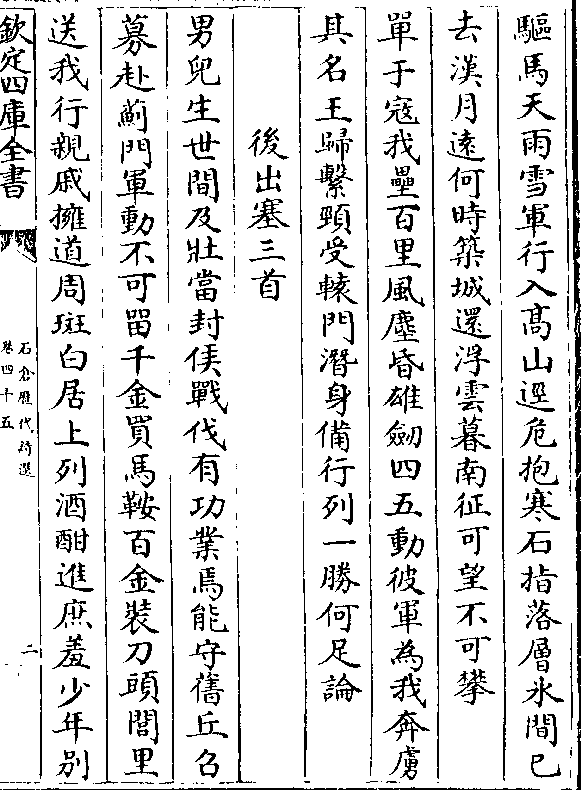 驅馬天雨雪軍行入髙山逕危抱寒石指落層氷間已
去漢月逺何時築城還浮雲暮南征可望不可攀
單于冦我壘百里風塵昏雄劒四五動彼軍為我奔虜
其名王歸繫頸受轅門潛身備行列一勝何足論
後出塞三首
男兒生世間及壯當封侯戰伐有功業焉能守舊丘召
募赴薊門軍動不可留千金買馬鞍百金裝刀頭閭里
送我行親戚擁道周斑白居上列酒酣進庶羞少年别
欽定四庫全書
石倉歷代詩選
卷四十五
二